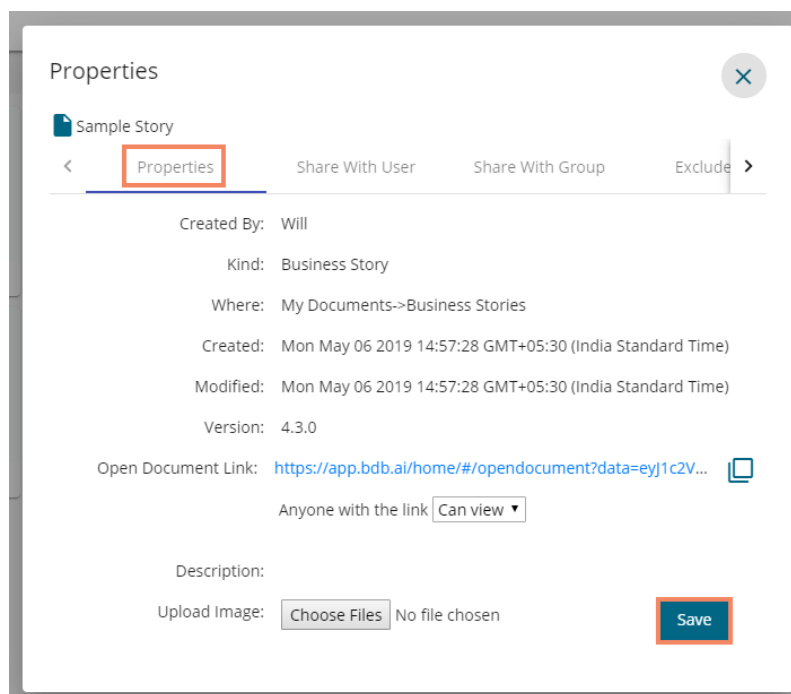 Properties
Sample Story
Properties Share With User Share With Group Exclude
Created By: Will
Kind: Business Story
Where: My Documents->Business Stories
Created: Mon May 06 2019 14:57:28 GMT+05:30 (India Standard Time)
Modified: Mon May 06 2019 14:57:28 GMT+05:30 (India Standard Time)
Version: 4.3.0
Open Document Link: https://app.bdb.ai/home/#/opendocument?data=eyJ1c2V...
Anyone with the link Can view
Description:
Upload Image: Choose Files No file chosen
Save